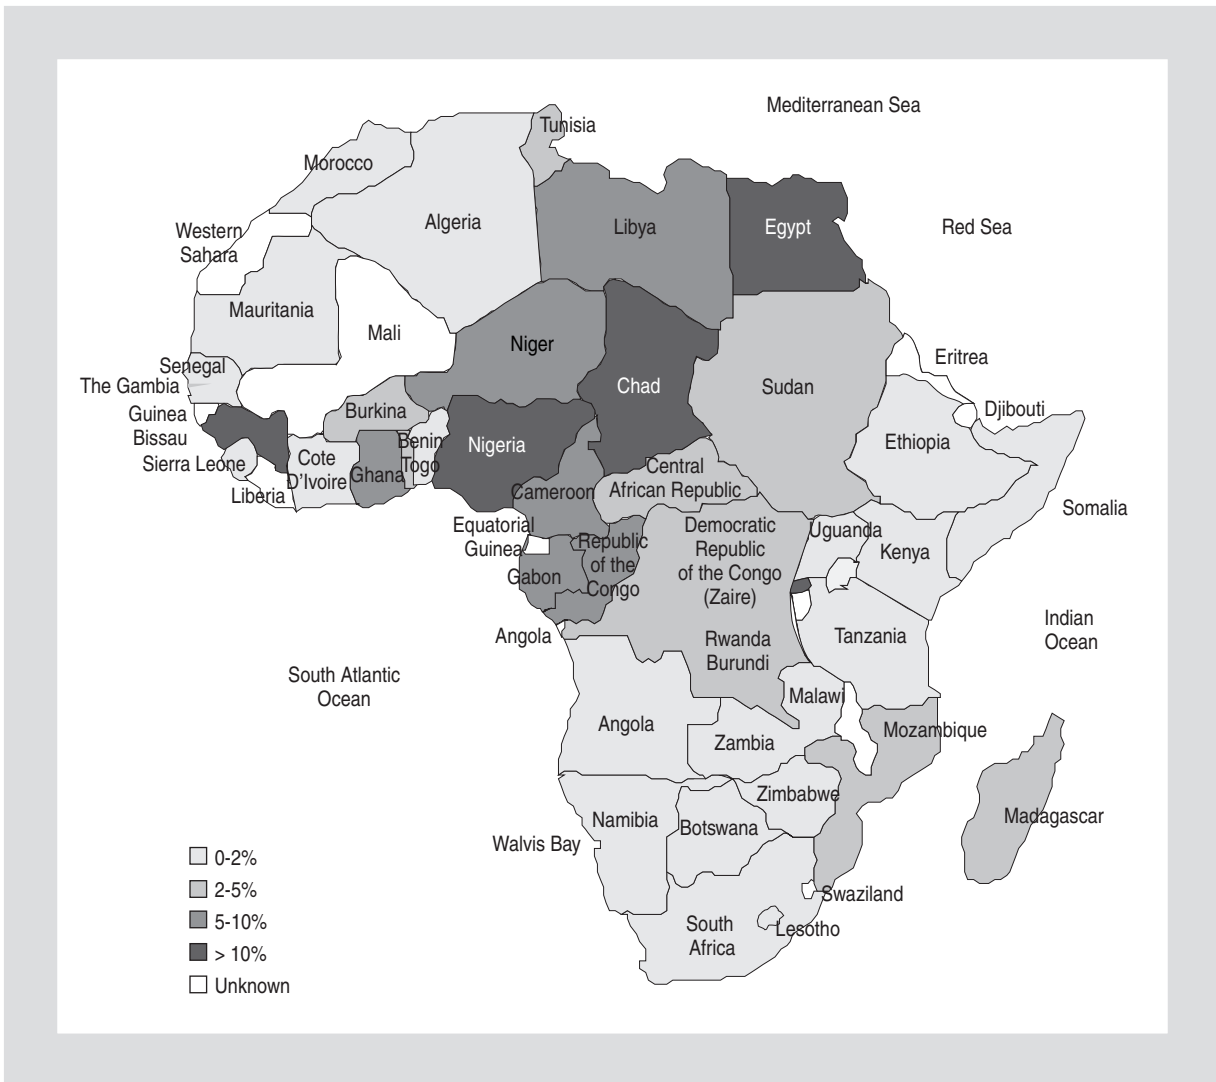 Mediterranean Sea
Tunisia
Morocco
Algeria
Libya
Egypt
Red Sea
Western
Sahara
Mauritania
Mali
Niger
Chad
Sudan
Eritrea
Senegal
The Gambia
Djibouti
Guinea
Bissau
Burkina
Benin
Togo
Nigeria
Ethiopia
Sierra Leone
Cote
D'Ivoire
Ghana
Liberia
Central
African Republic
Cameroon
Somalia
Equatorial
Guinea
Republic
of the
Congo
Democratic
Republic
of the Congo
(Zaire)
Uganda
Kenya
Gabon
Angola
Rwanda
Burundi
Tanzania
Indian
Ocean
South Atlantic
Ocean
Malawi
Angola
Zambia
Mozambique
Zimbabwe
Madagascar
Namibia
Botswana
Walvis Bay
Swaziland
South
Africa
Lesotho
0-2%
2-5%
5-10%
> 10%
Unknown